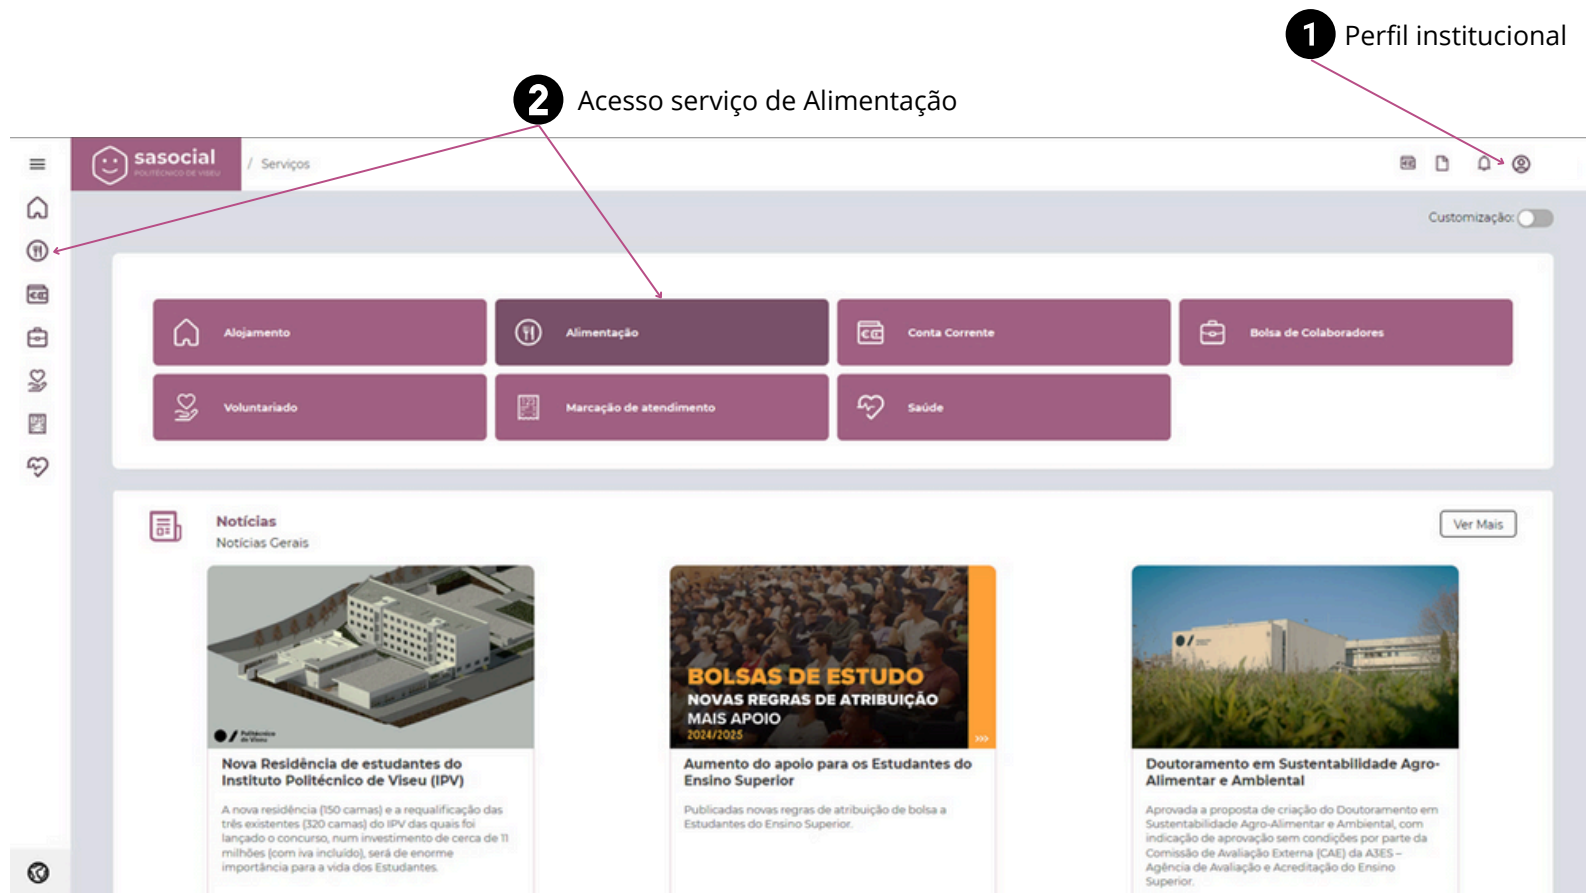 1 Perfil institucional
2 Acesso serviço de Alimentação
sasocial
POLITÉCNICO DE VISEU
/ Serviços
Customização:
Alojamento
Alimentação
Conta Corrente
Bolsa de Colaboradores
Voluntariado
Marcação de atendimento
Saúde
Notícias
Notícias Gerais
Ver Mais
Politécnico
de Viseu
Nova Residência de estudantes do
Instituto Politécnico de Viseu (IPV)
A nova residência (150 camas) e a requalificação das
três existentes (320 camas) do IPV das quais foi
lançado o concurso, num investimento de cerca de 11
milhões (com iva incluído), será de enorme
importância para a vida dos Estudantes.
BOLSAS DE ESTUDO
NOVAS REGRAS DE ATRIBUIÇÃO
MAIS APOIO
2024/2025
>>>
Aumento do apoio para os Estudantes do
Ensino Superior
Publicadas novas regras de atribuição de bolsa a
Estudantes do Ensino Superior.
Doutoramento em Sustentabilidade Agro-
Alimentar e Ambiental
Aprovada a proposta de criação do Doutoramento em
Sustentabilidade Agro-Alimentar e Ambiental, com
indicação de aprovação sem condições por parte da
Comissão de Avaliação Externa (CAE) da A3ES –
Agência de Avaliação e Acreditação do Ensino
Superior.